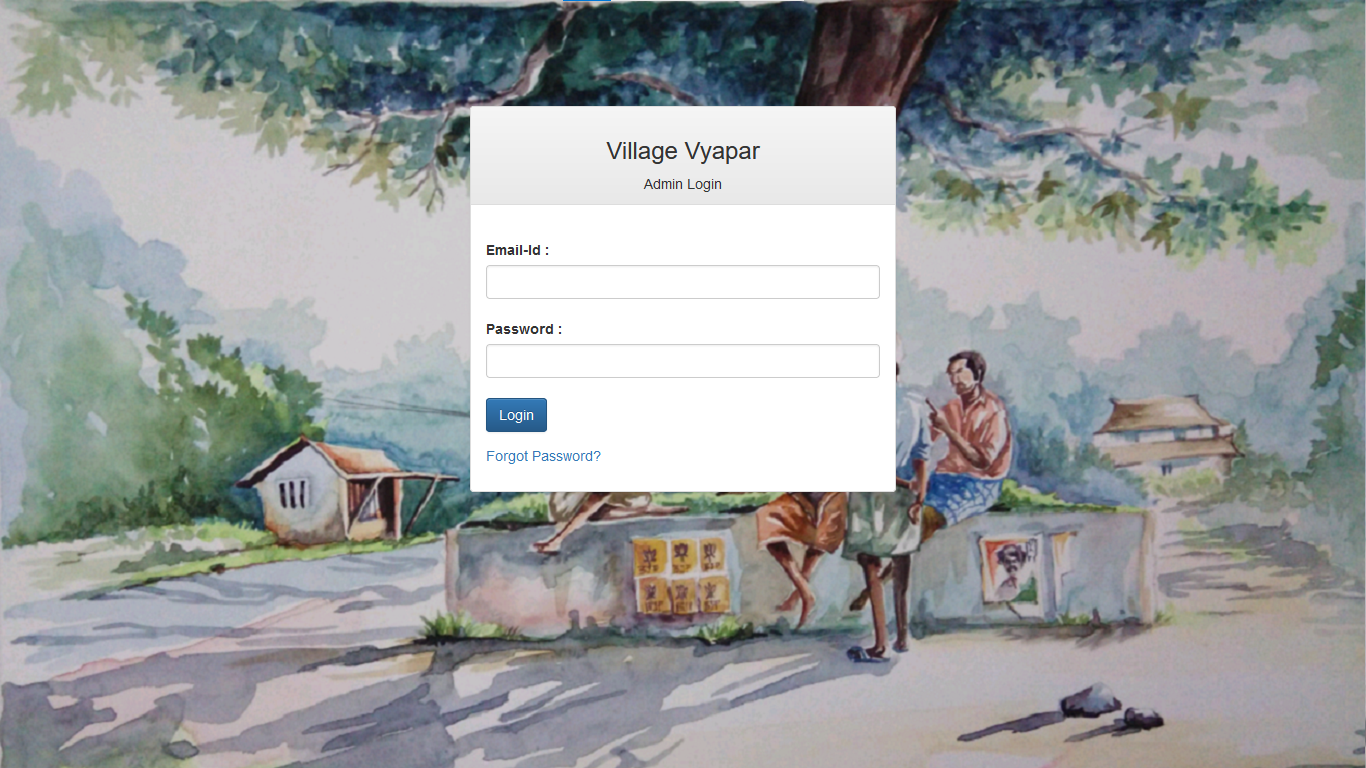 Village Vyapar
Admin Login
Email-Id :
Password :
Login
Forgot Password?